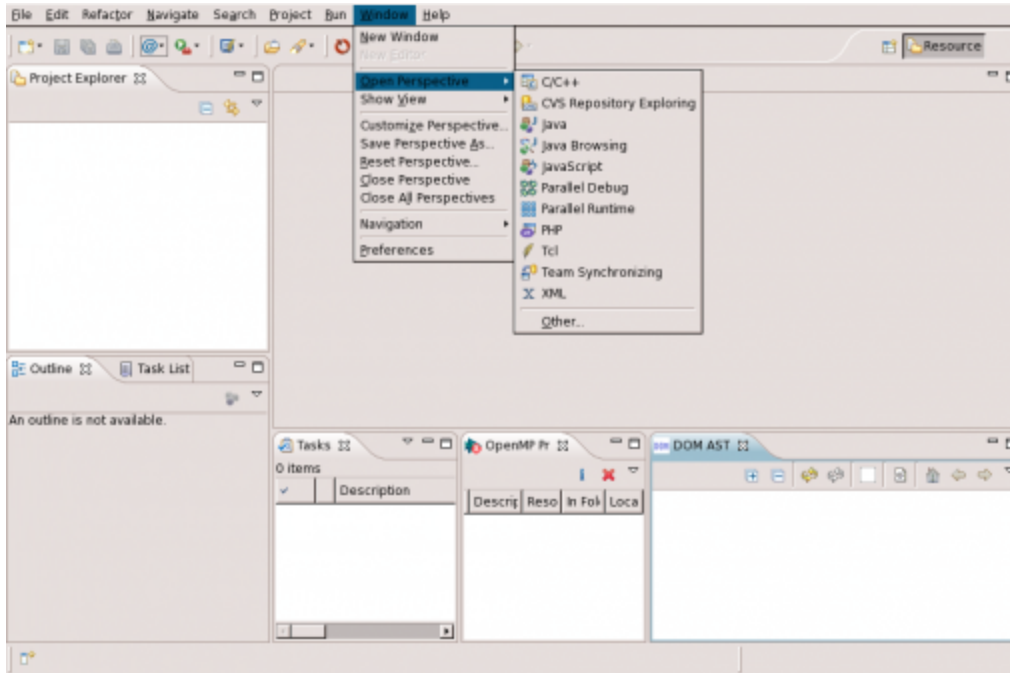 File Edit Refactor Navigate Search Project Run Window Help
Resource
New Window
New Editor
Open Perspective
Show View
Customize Perspective...
Save Perspective As...
Reset Perspective...
Close Perspective
Close All Perspectives
Navigation
Preferences
C/C++
CVS Repository Exploring
Java
Java Browsing
JavaScript
Parallel Debug
Parallel Runtime
PHP
Tcl
Team Synchronizing
XML
Other...
Project Explorer
Outline Task List
An outline is not available.
Tasks
0 items
Description
OpenMP Pr
Descrip Reso In Fol Loca
DOM AST